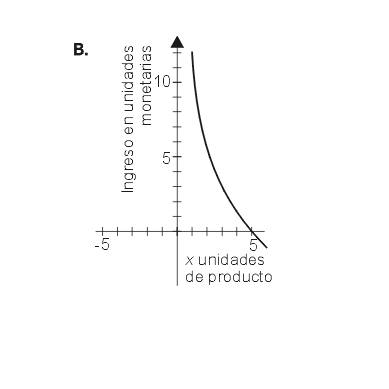 B.
Ingreso en unidades
monetarias
10
5
-5
5
x unidades
de producto